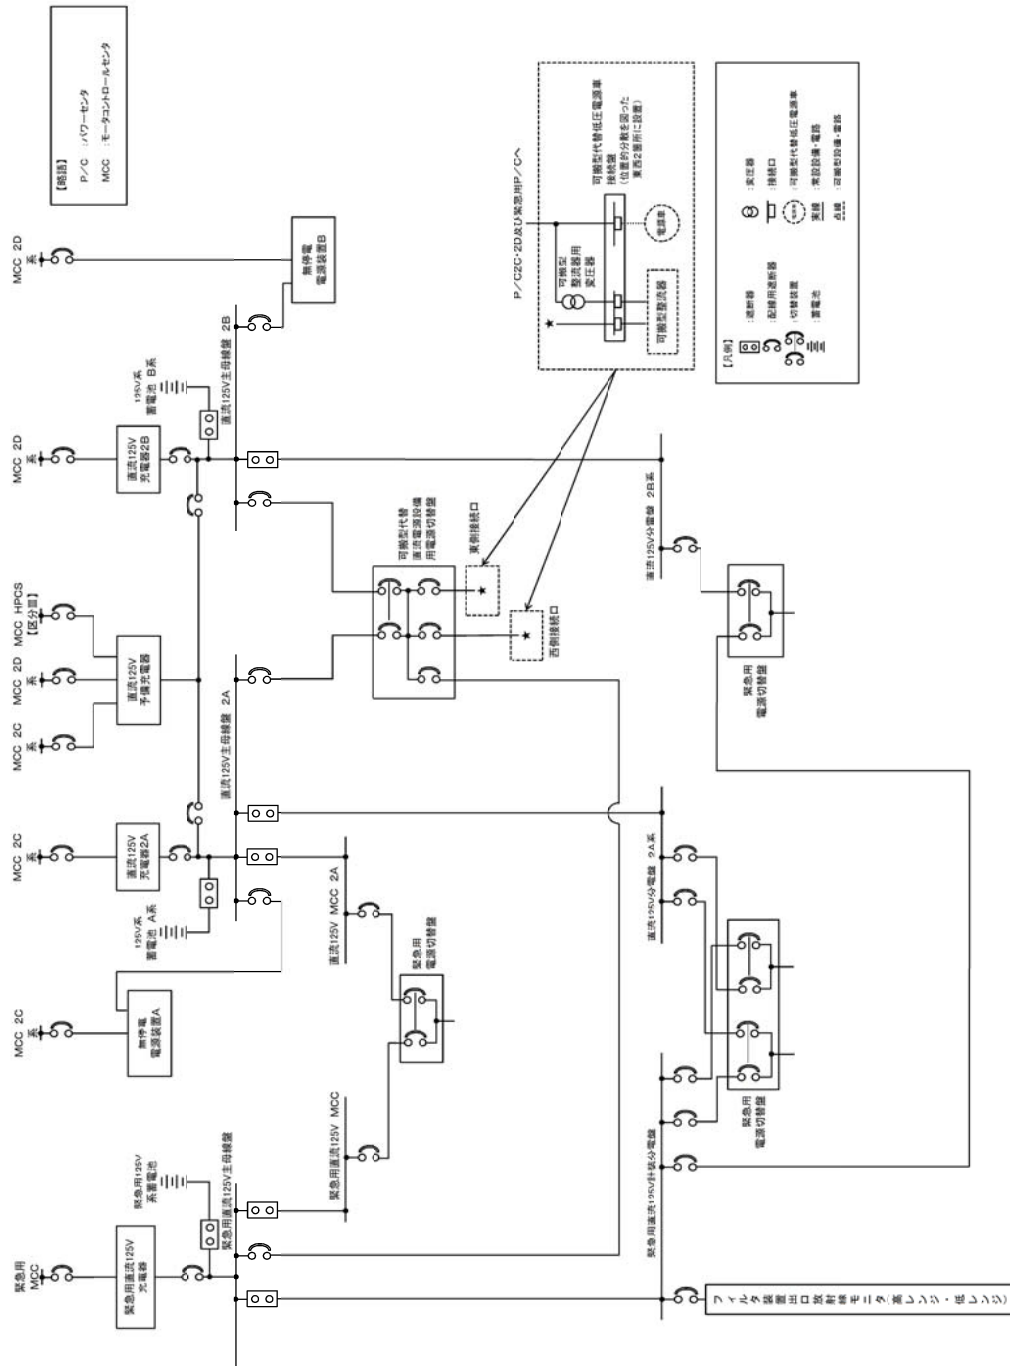 【略語】
P/C :パワーセンタ
MCC :モータコントロールセンタ
MCC 2D
系
無停電
電源装置B
MCC 2D
系
直流125V
充電器2B
125V系
蓄電池 B系
直流125V主母線盤 2B
MCC HPCS
【区分Ⅲ】
MCC 2D
系
MCC 2C
系
直流125V
予備充電器
直流125V主母線盤 2A
MCC 2C
系
直流125V
充電器2A
125V系
蓄電池 A系
MCC 2C
系
無停電
電源装置A
緊急用
MCC
緊急用直流125V
充電器
緊急用125V
系蓄電池
緊急用直流125V主母線盤
可搬型代替
直流電源設備
用電源切替盤
東側接続口
★
西側接続口
★
直流125V MCC 2A
緊急用
電源切替盤
緊急用直流125V MCC
P/C2C・2D及び緊急用P/Cへ
★
可搬型
整流器用
変圧器
可搬型整流器
電源車
可搬型代替低圧電源車
接続盤
(位置的分散を図った
東西2箇所に設置)
直流125V分電盤 2B系
緊急用
電源切替盤
直流125V分電盤 2A系
緊急用
電源切替盤
緊急用直流125V計装分電盤
フィルタ装置出口放射線モニタ(高レンジ・低レンジ)
【凡例】
:遮断器
:配線用遮断器
:切替装置
:蓄電池
:変圧器
:接続口
電源車 :可搬型代替低圧電源車
実線 :常設設備・電路
点線 :可搬型設備・電路